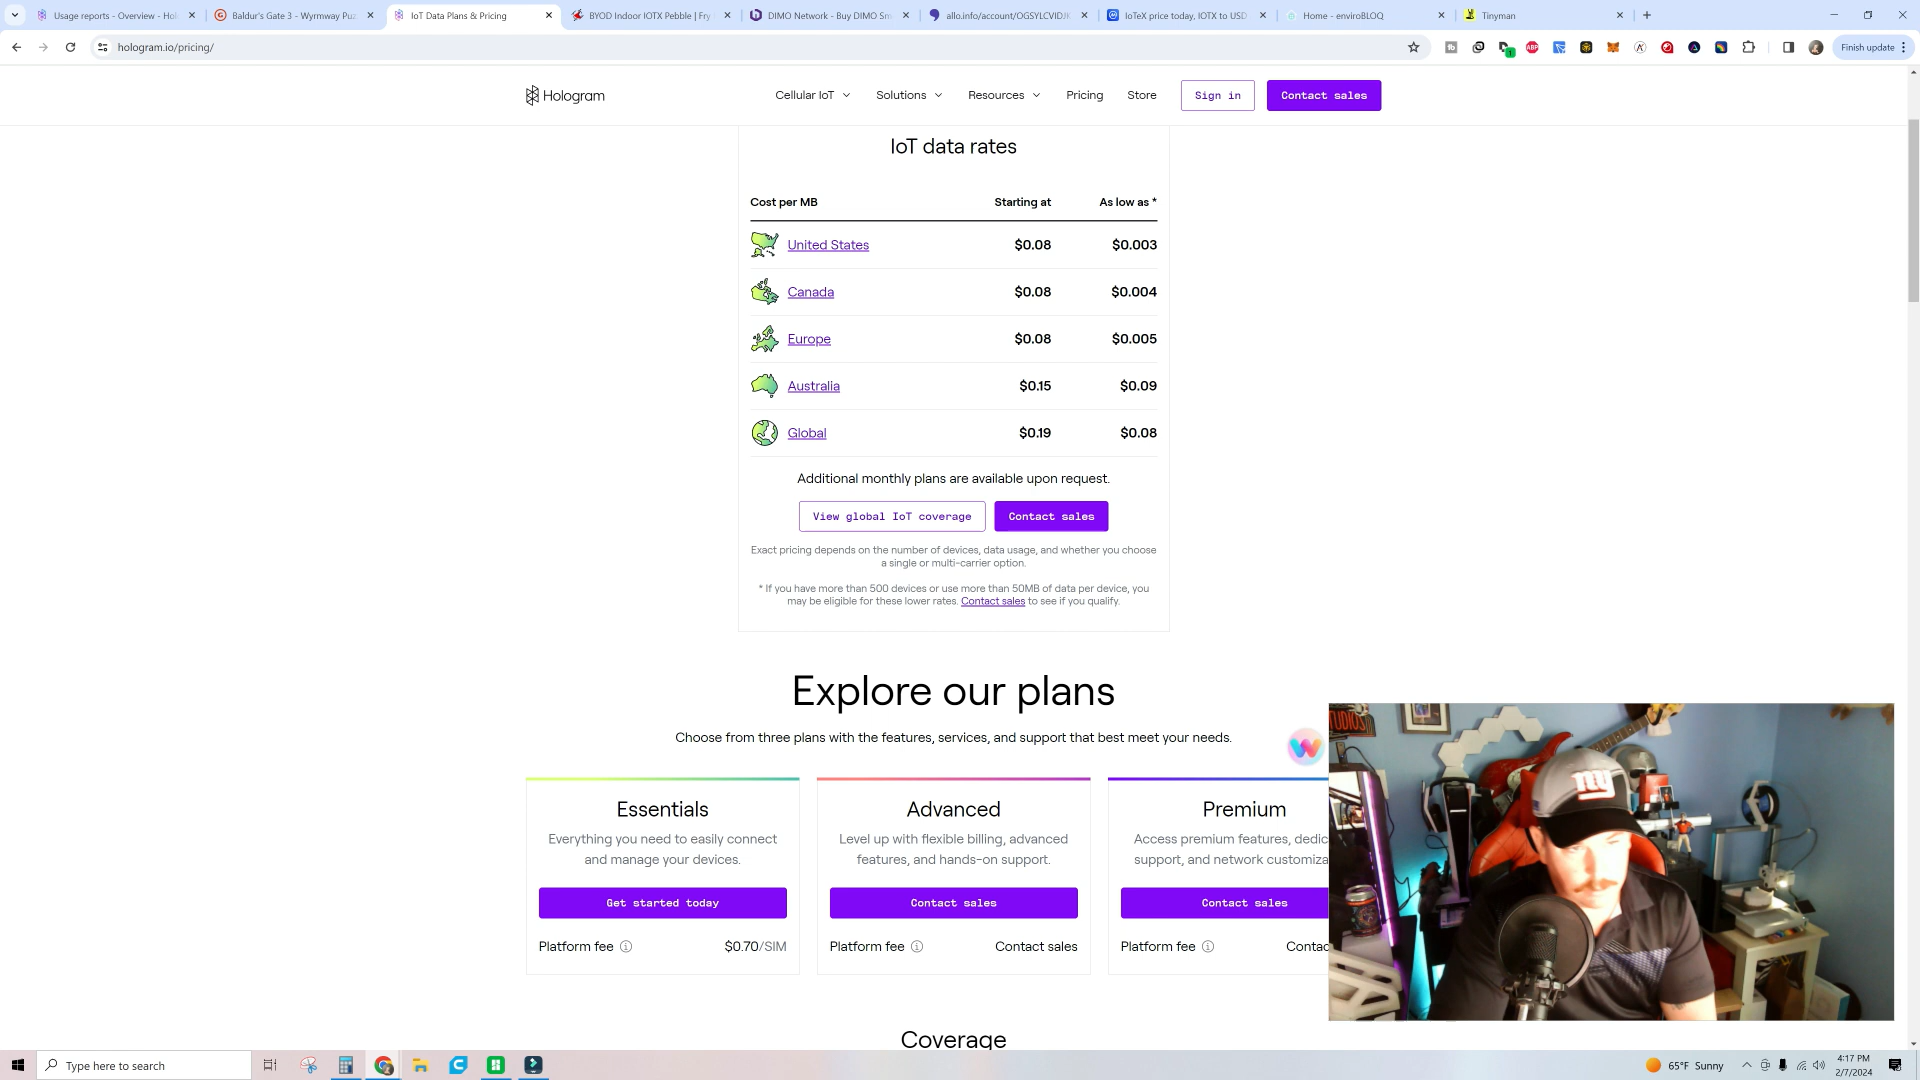 Usage reports - Overview - Hol
Baldur's Gate 3 - Wyrmway Puz
IoT Data Plans & Pricing
BYOD Indoor IOTX Pebble | Fry
DIMO Network - Buy DIMO Sm
allo.info/account/OGSYLCVIDJK
IoTeX price today, IOTX to USD
Home - enviroBLOQ
Tinyman
hologram.io/pricing/
ABP
1
Finish update
Hologram
Cellular IoT
Solutions
Resources
Pricing
Store
Sign in
Contact sales
IoT data rates
Cost per MB Starting at As low as *
United States $0.08 $0.003
Canada $0.08 $0.004
Europe $0.08 $0.005
Australia $0.15 $0.09
Global $0.19 $0.08
Additional monthly plans are available upon request.
View global IoT coverage
Contact sales
Exact pricing depends on the number of devices, data usage, and whether you choose
a single or multi-carrier option.
* If you have more than 500 devices or use more than 50MB of data per device, you
may be eligible for these lower rates. Contact sales to see if you qualify.
Explore our plans
Choose from three plans with the features, services, and support that best meet your needs.
Essentials
Everything you need to easily connect
and manage your devices.
Get started today
Platform fee $0.70/SIM
Advanced
Level up with flexible billing, advanced
features, and hands-on support.
Contact sales
Platform fee Contact sales
Premium
Access premium features, dedic
support, and network customiza
Contact sales
Platform fee Contac
TUDIOS
ny
Coverage
Type here to search
65°F Sunny
4:17 PM
2/7/2024